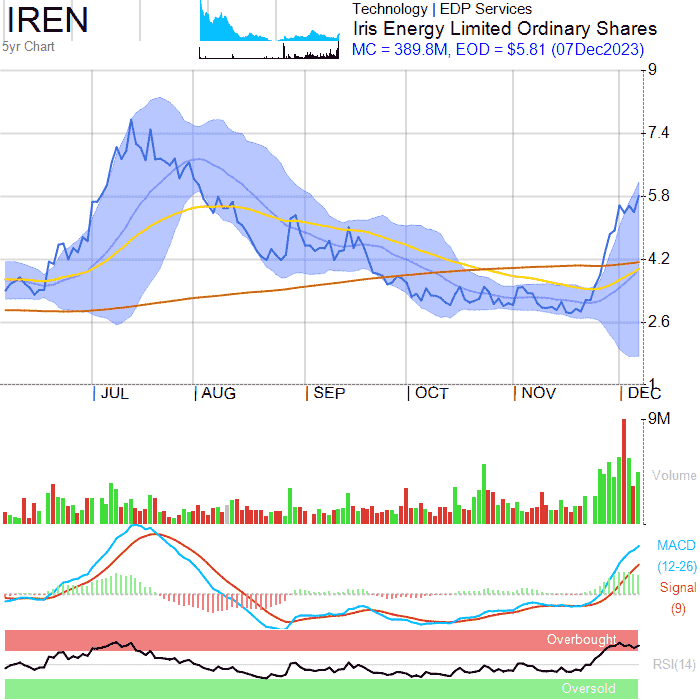 IREN
5yr Chart
Technology | EDP Services
Iris Energy Limited Ordinary Shares
MC = 389.8M, EOD = $5.81 (07Dec2023)
9
7.4
5.8
4.2
2.6
1
JUL AUG SEP OCT NOV DEC
9M
Volume
MACD
(12-26)
Signal
(9)
Overbought
RSI(14)
Oversold